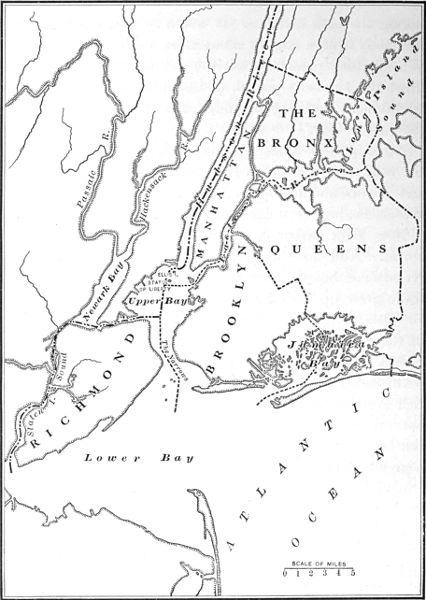 THE
BRONX
Long Island
Sound
Passaic R.
Hackensack R.
MANHATTAN
QUEENS
ELLIS I.
STATUE
OF LIBERTY
Newark Bay
Upper Bay
BROOKLYN
Jamaica
Bay
The Narrows
Staten I. Sound
RICHMOND
Lower Bay
ATLANTIC
OCEAN
SCALE OF MILES
0 1 2 3 4 5